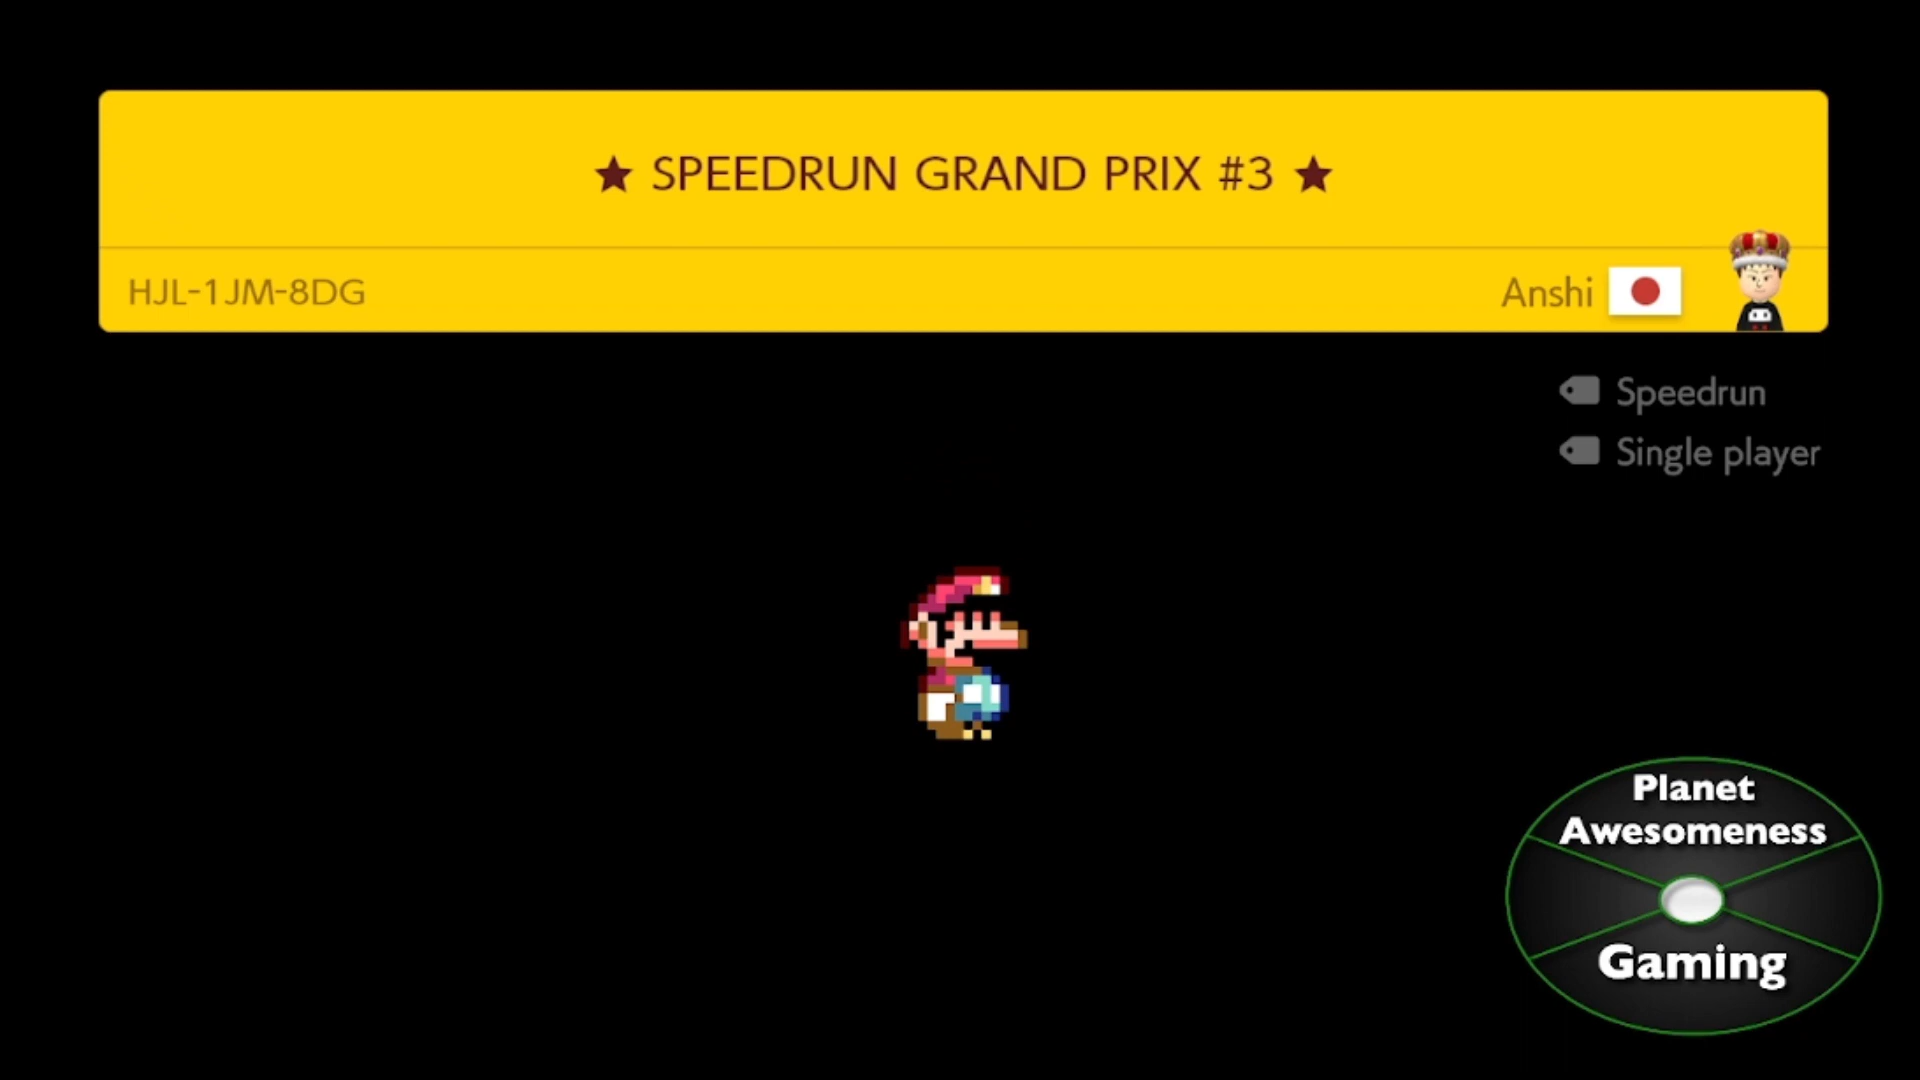 ★ SPEEDRUN GRAND PRIX #3 ★
HJL-1JM-8DG
Anshi
Speedrun
Single player
Planet
Awesomeness
Gaming